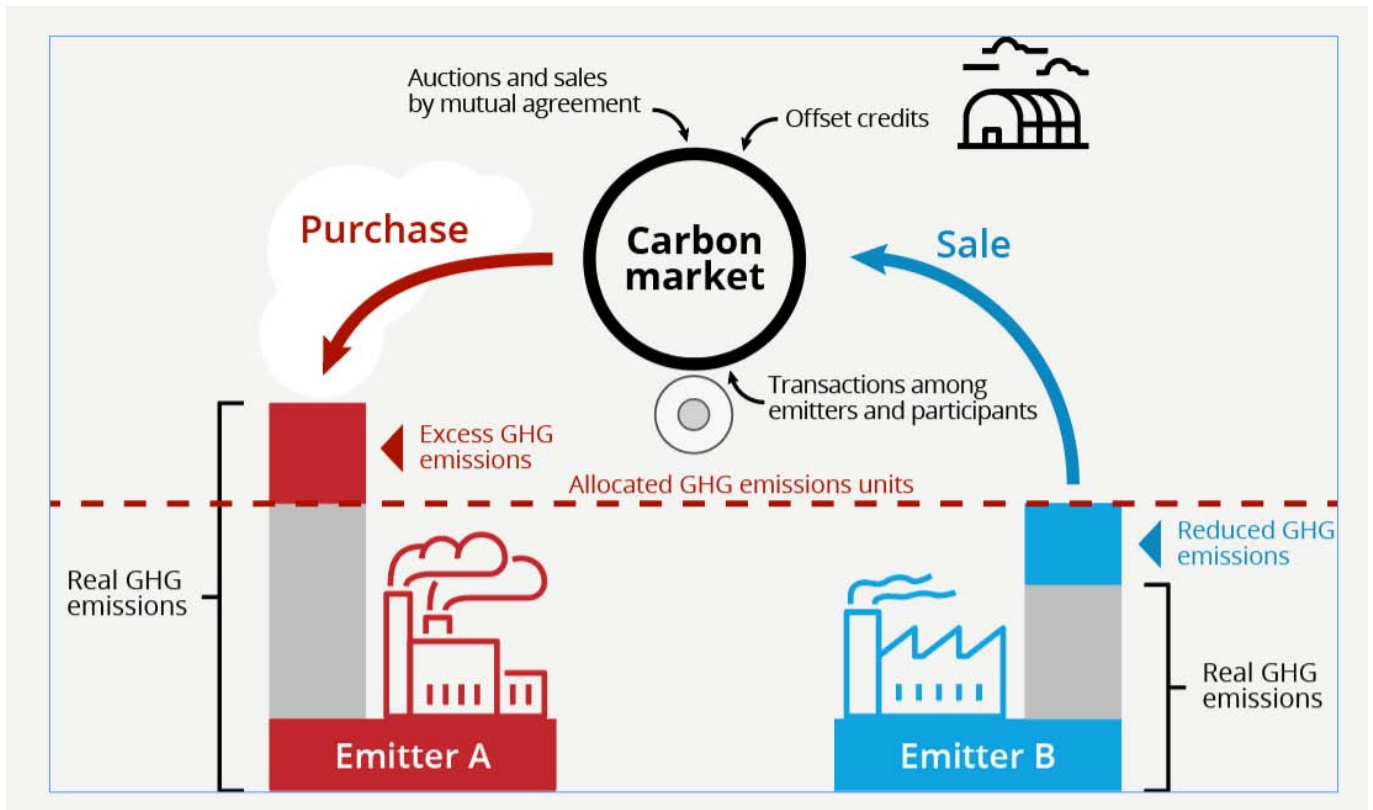 Auctions and sales
by mutual agreement
Offset credits
Purchase
Carbon
market
Sale
Transactions among
emitters and participants
Excess GHG
emissions
Allocated GHG emissions units
Reduced GHG
emissions
Real GHG
emissions
Real GHG
emissions
Emitter A
Emitter B